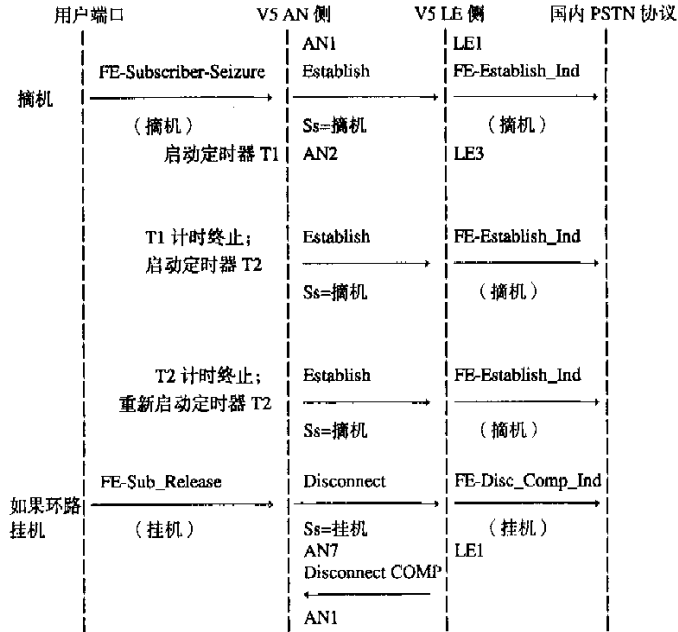 用户端口 V5 AN 侧 V5 LE 侧 国内 PSTN 协议
AN1 LE1
FE-Subscriber-Seizure Establish FE-Establish_Ind
摘机
（摘机） Ss=摘机 （摘机）
启动定时器 T1 AN2 LE3
T1 计时终止； Establish FE-Establish_Ind
启动定时器 T2
Ss=摘机 （摘机）
T2 计时终止； Establish FE-Establish_Ind
重新启动定时器 T2
Ss=摘机 （摘机）
FE-Sub_Release Disconnect FE-Disc_Comp_Ind
如果环路
挂机 （挂机） Ss=挂机 （挂机）
AN7 LE1
Disconnect COMP
AN1